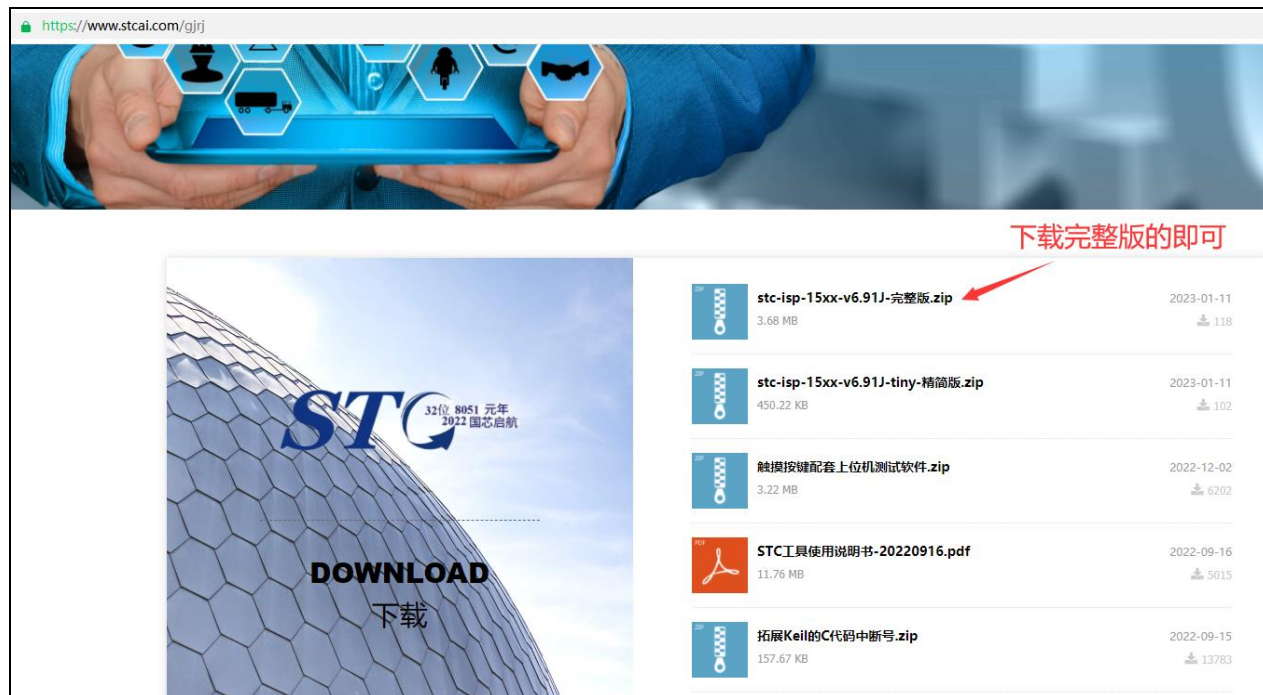 https://www.stcai.com/gjrj
下载完整版的即可
ZIP
stc-isp-15xx-v6.91J-完整版.zip
2023-01-11
3.68 MB
118
ZIP
stc-isp-15xx-v6.91J-tiny-精简版.zip
2023-01-11
450.22 KB
102
STC
32位 8051 元年
2022 国芯启航
ZIP
触摸按键配套上位机测试软件.zip
2022-12-02
3.22 MB
6202
DOWNLOAD
下载
PDF
STC工具使用说明书-20220916.pdf
2022-09-16
11.76 MB
5015
ZIP
拓展Keil的C代码中断号.zip
2022-09-15
157.67 KB
13783